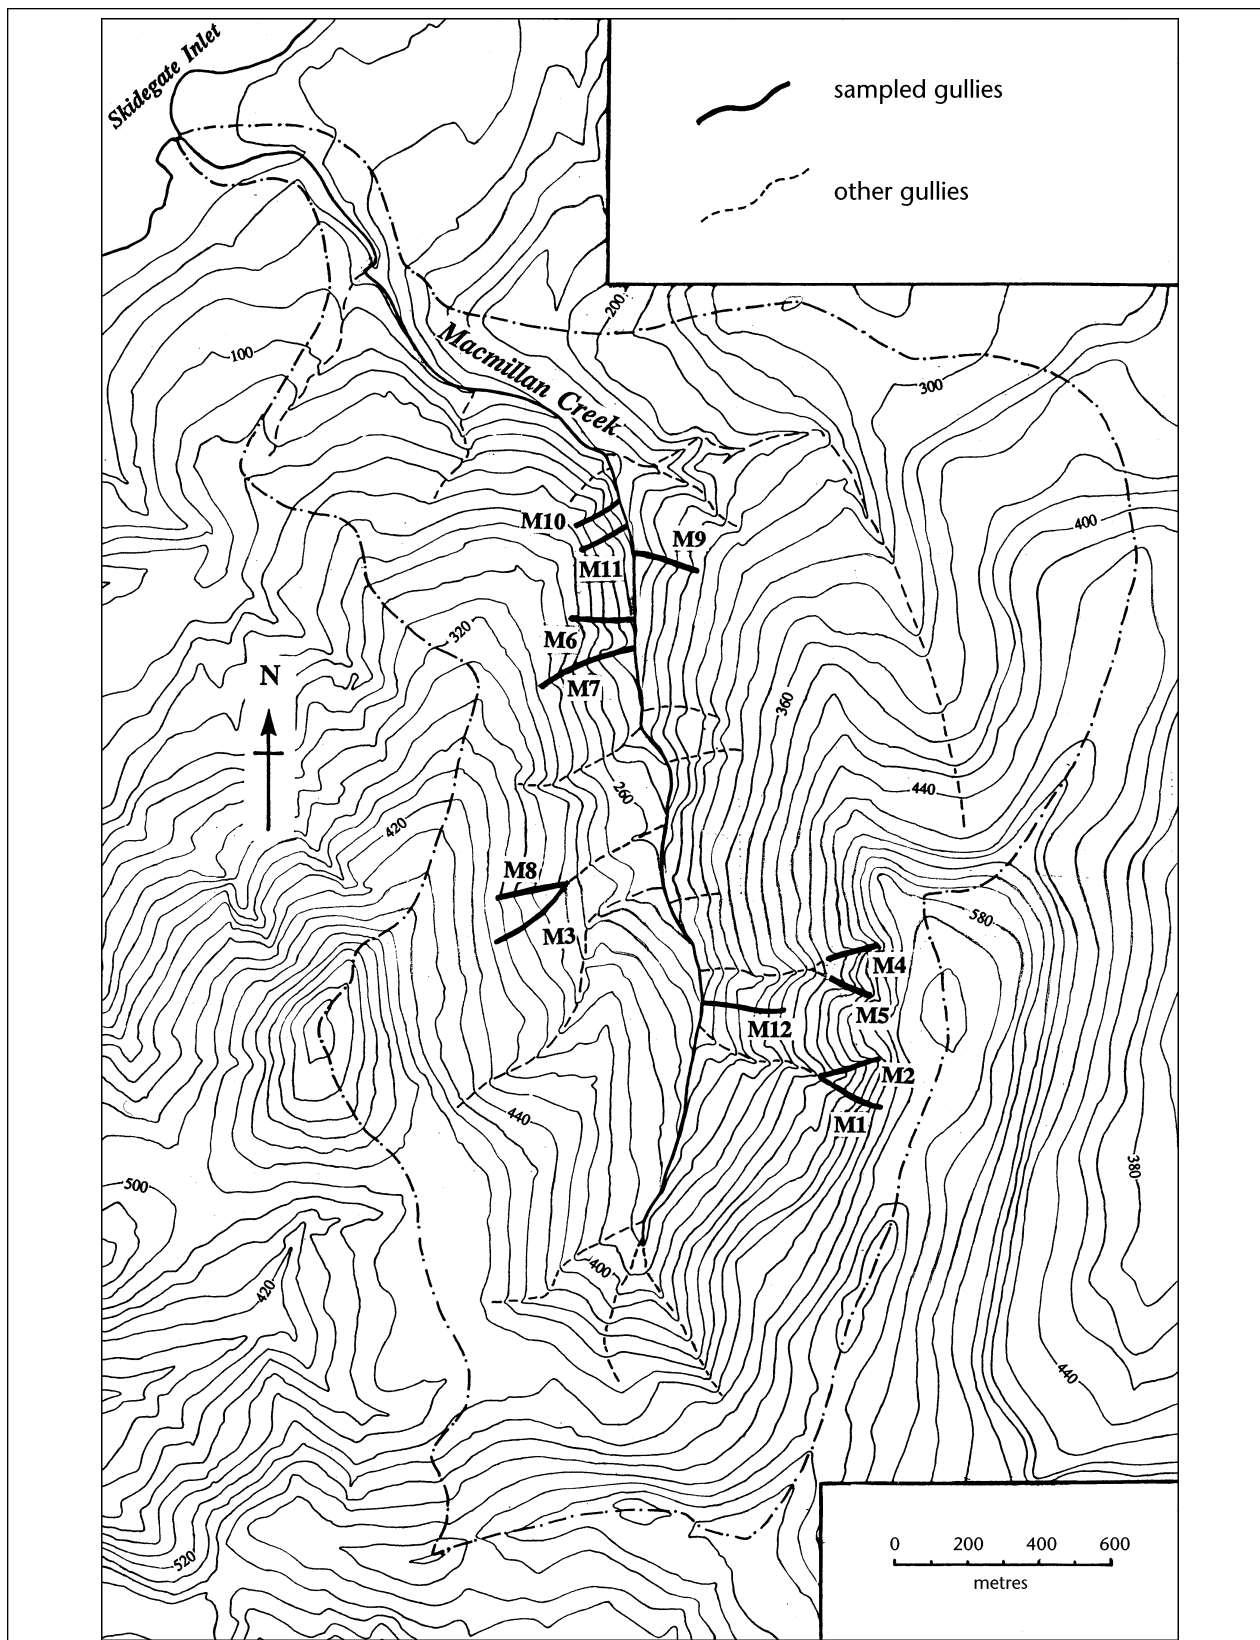 Skidegate Inlet
sampled gullies
other gullies
200
Macmillan Creek
100
300
400
M10
M9
M11
320
M6
M7
N
360
260
440
420
M8
580
M3
M4
M5
M12
M2
M1
440
380
500
400
420
440
520
0 200 400 600
metres